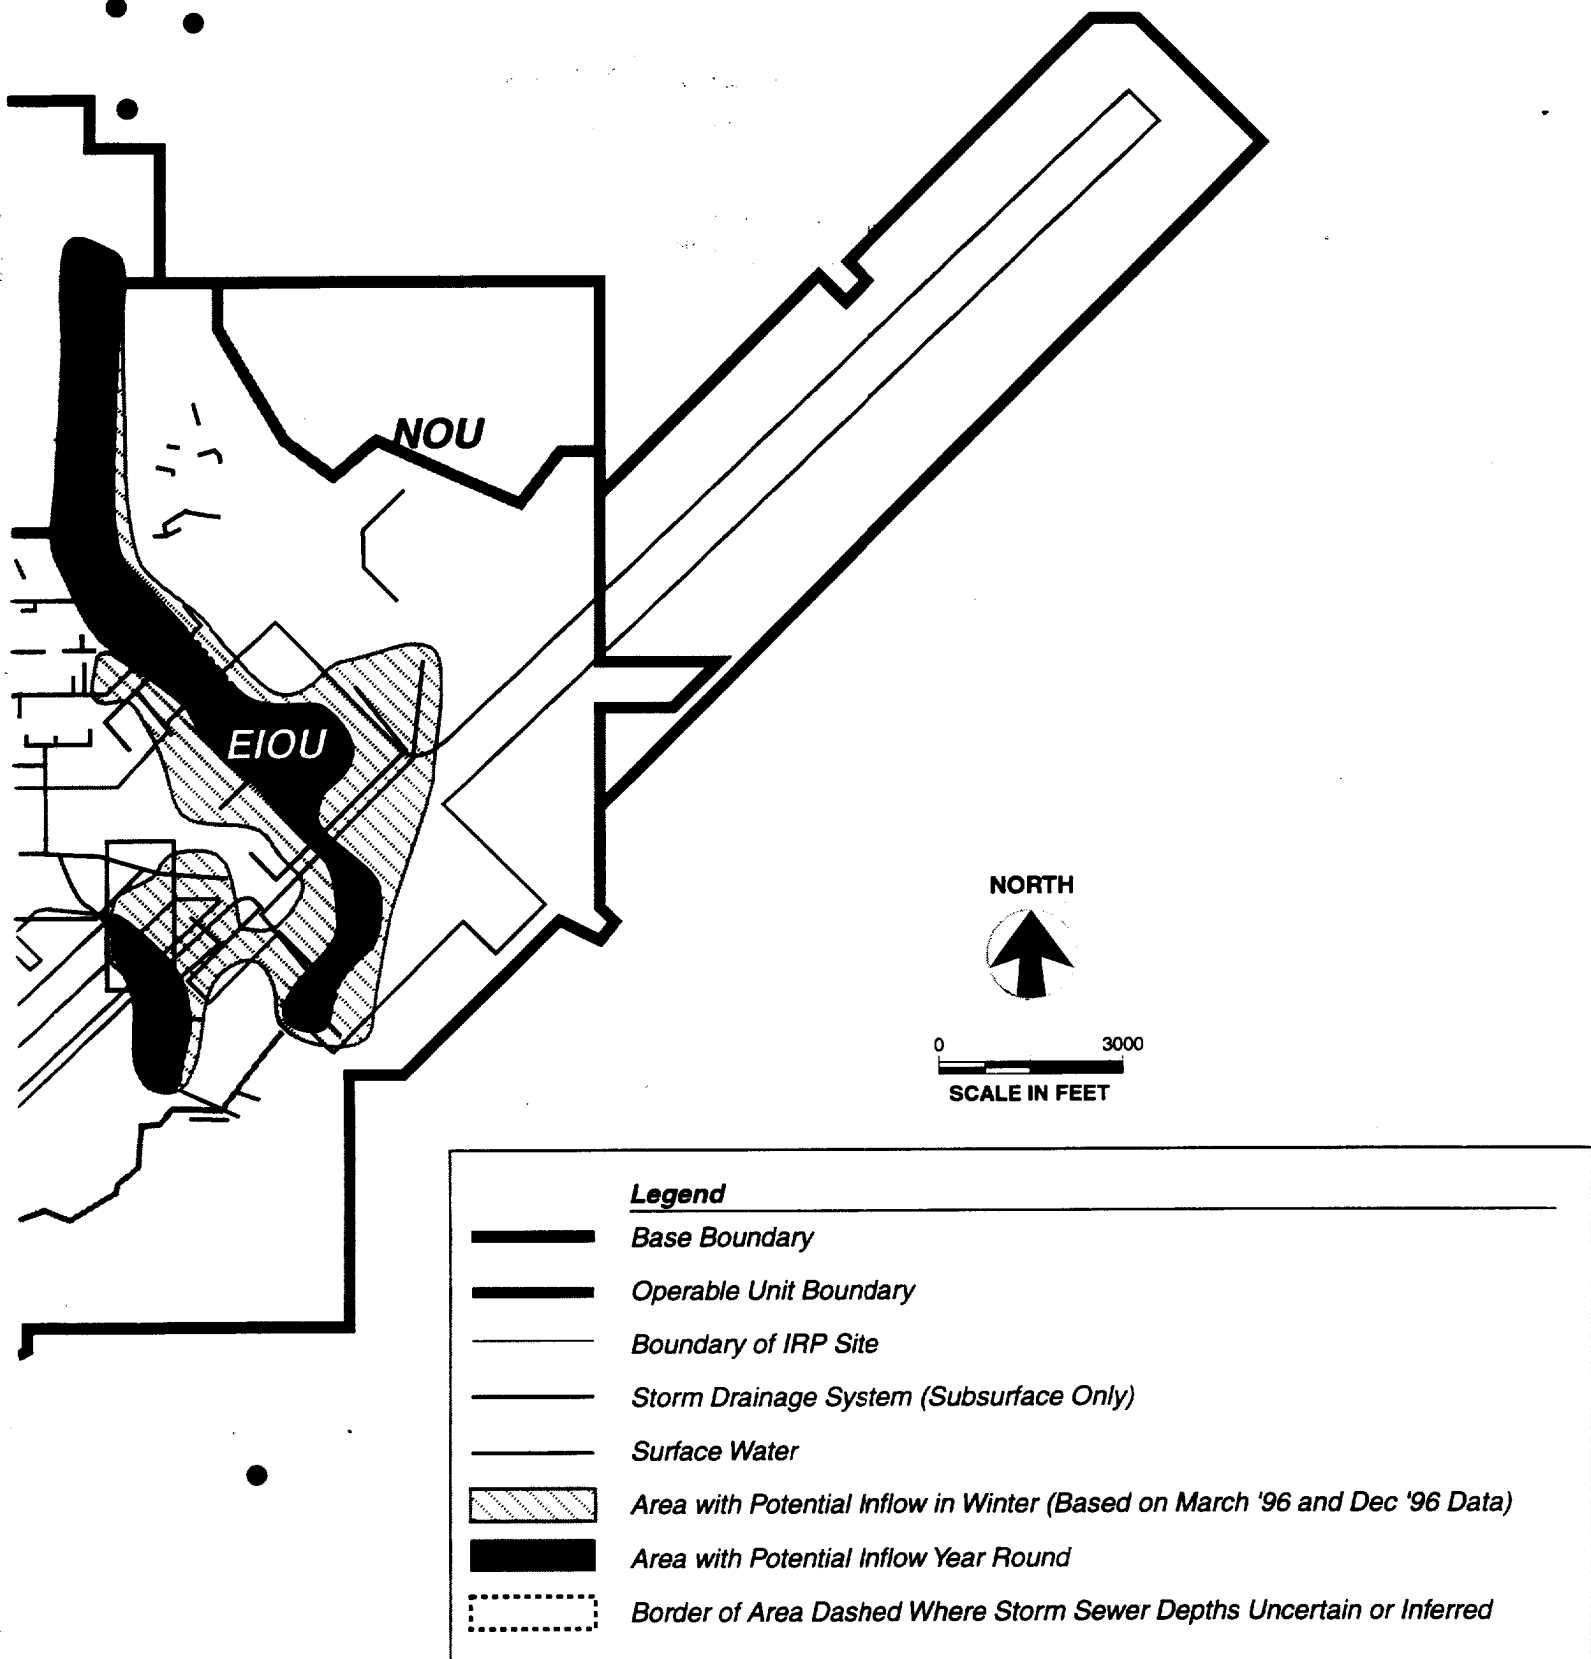 NOU
EIOU
NORTH
0 3000
SCALE IN FEET
Legend
Base Boundary
Operable Unit Boundary
Boundary of IRP Site
Storm Drainage System (Subsurface Only)
Surface Water
Area with Potential Inflow in Winter (Based on March '96 and Dec '96 Data)
Area with Potential Inflow Year Round
Border of Area Dashed Where Storm Sewer Depths Uncertain or Inferred